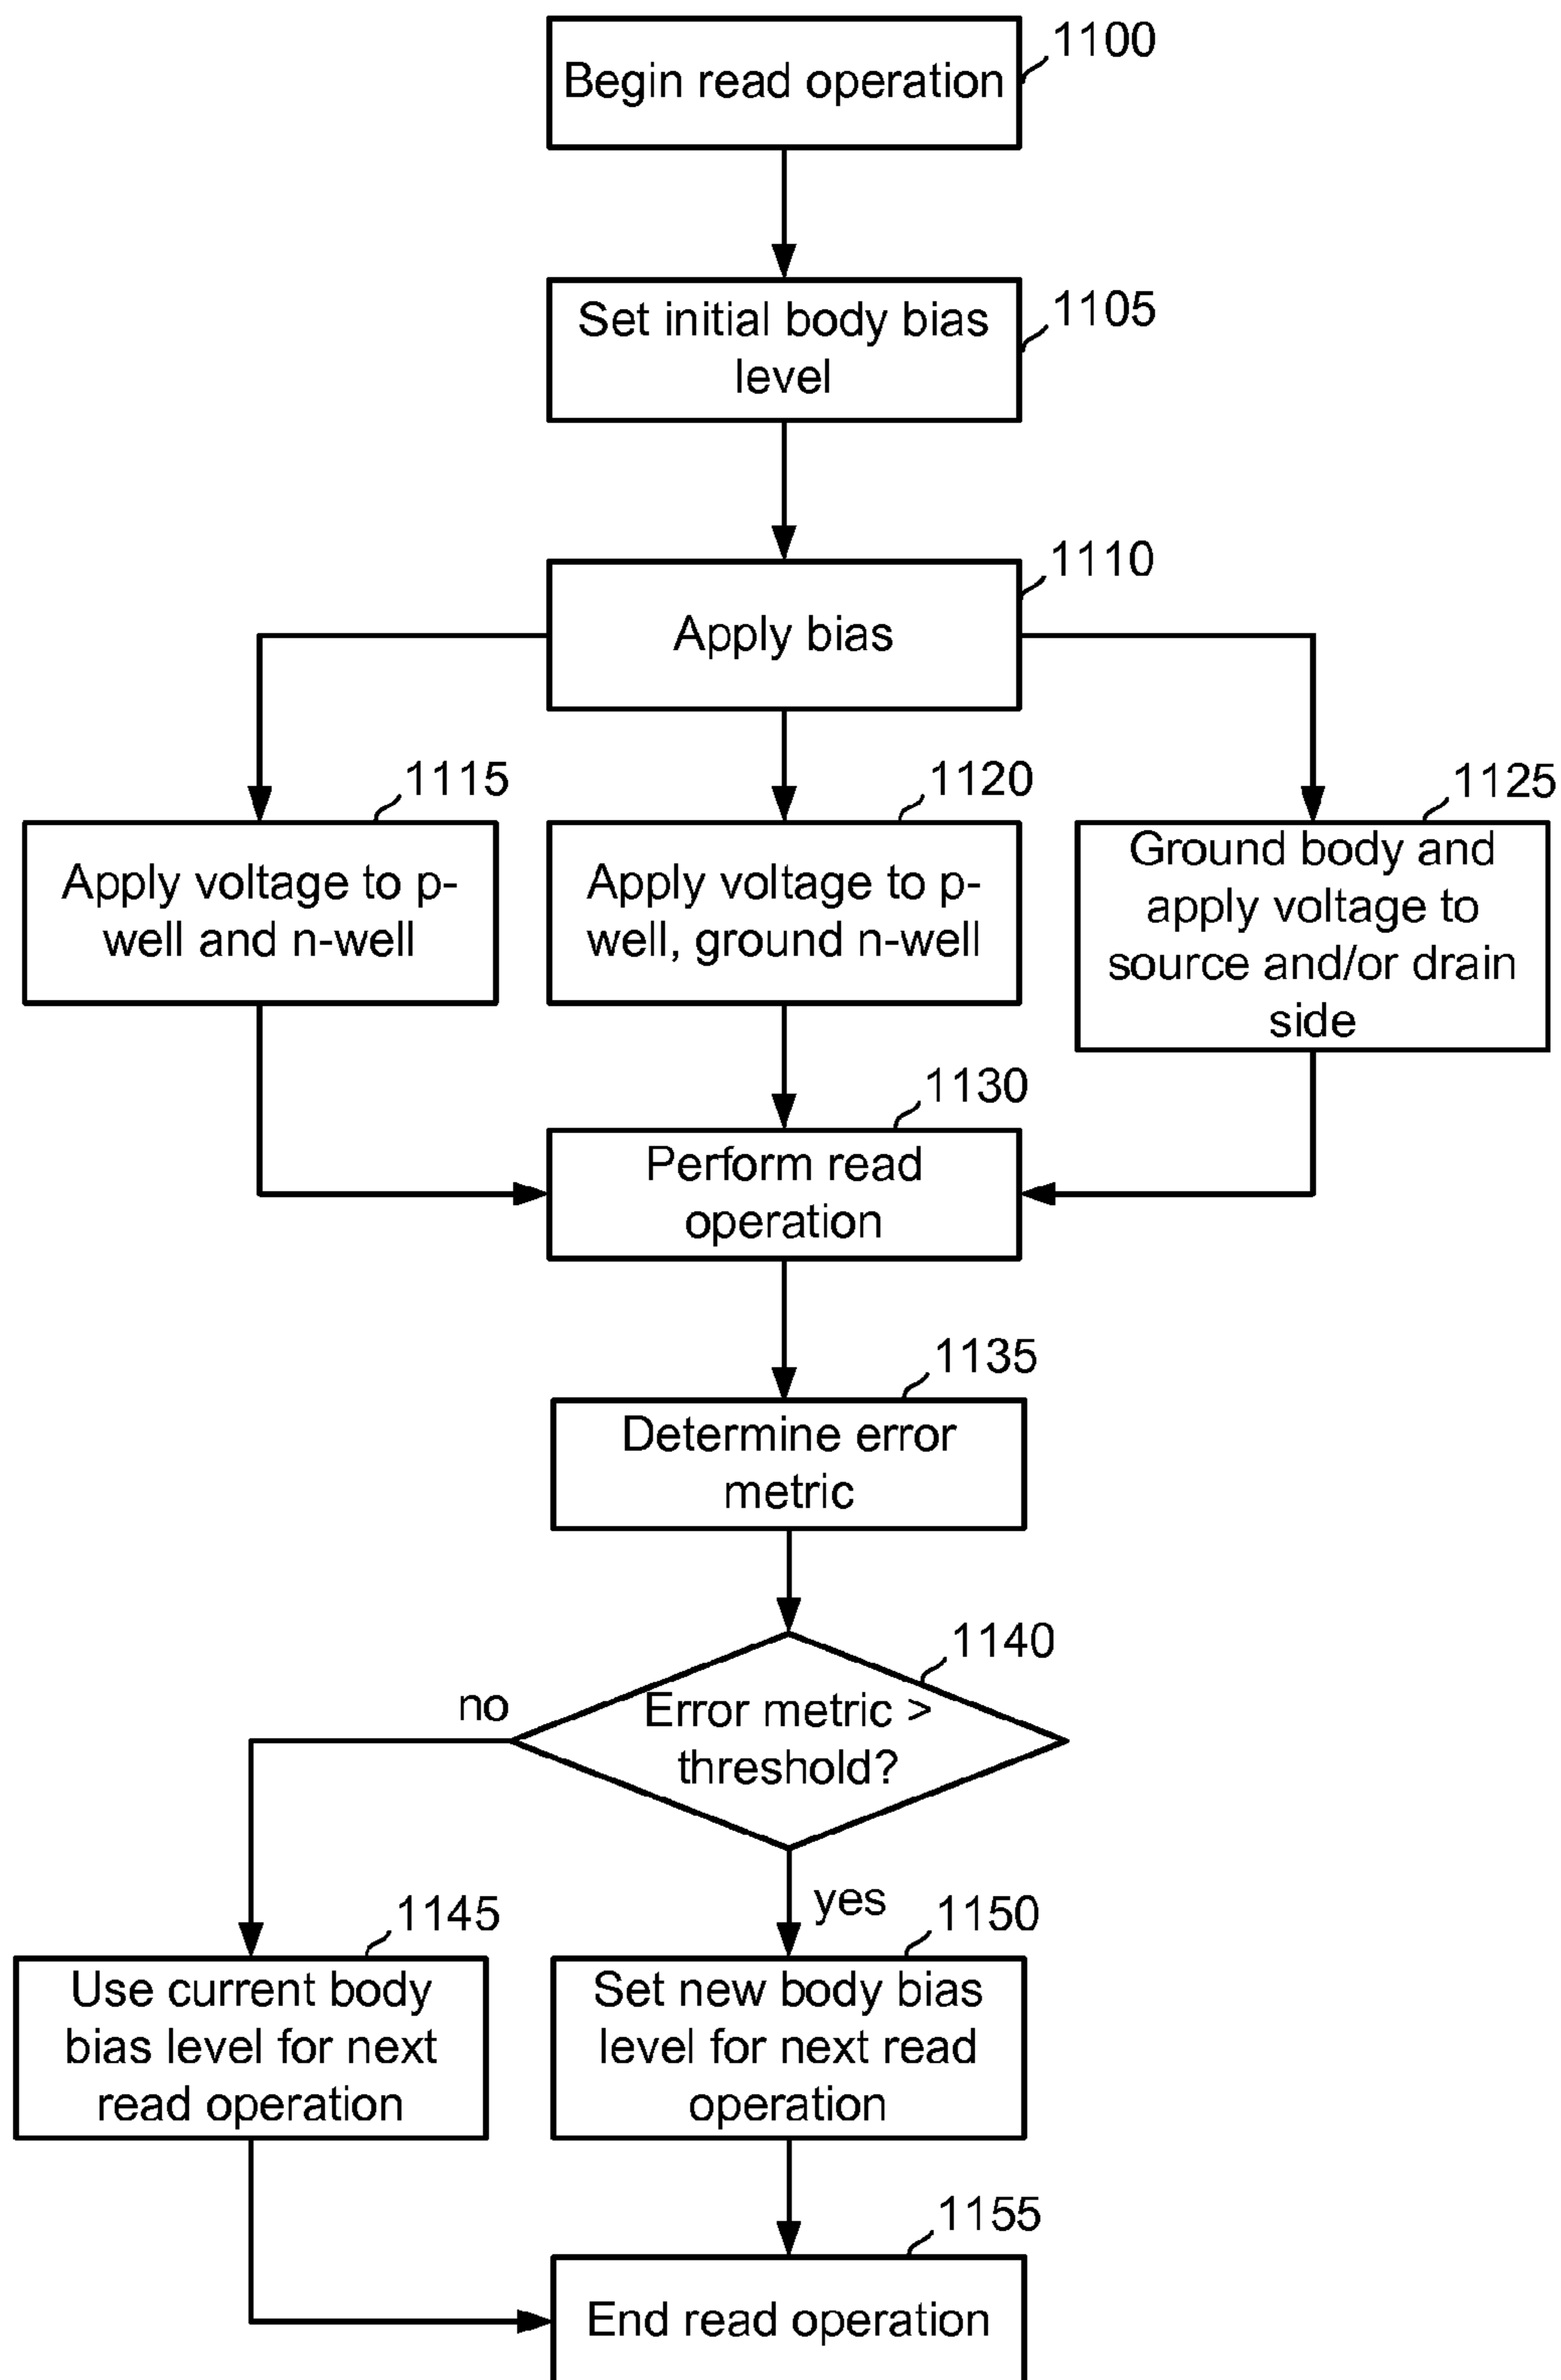 1100
Begin read operation
1105
Set initial body bias
level
1110
Apply bias
1115
Apply voltage to p-
well and n-well
1120
Apply voltage to p-
well, ground n-well
1125
Ground body and
apply voltage to
source and/or drain
side
1130
Perform read
operation
1135
Determine error
metric
1140
Error metric >
threshold?
no
yes
1145
Use current body
bias level for next
read operation
1150
Set new body bias
level for next read
operation
1155
End read operation